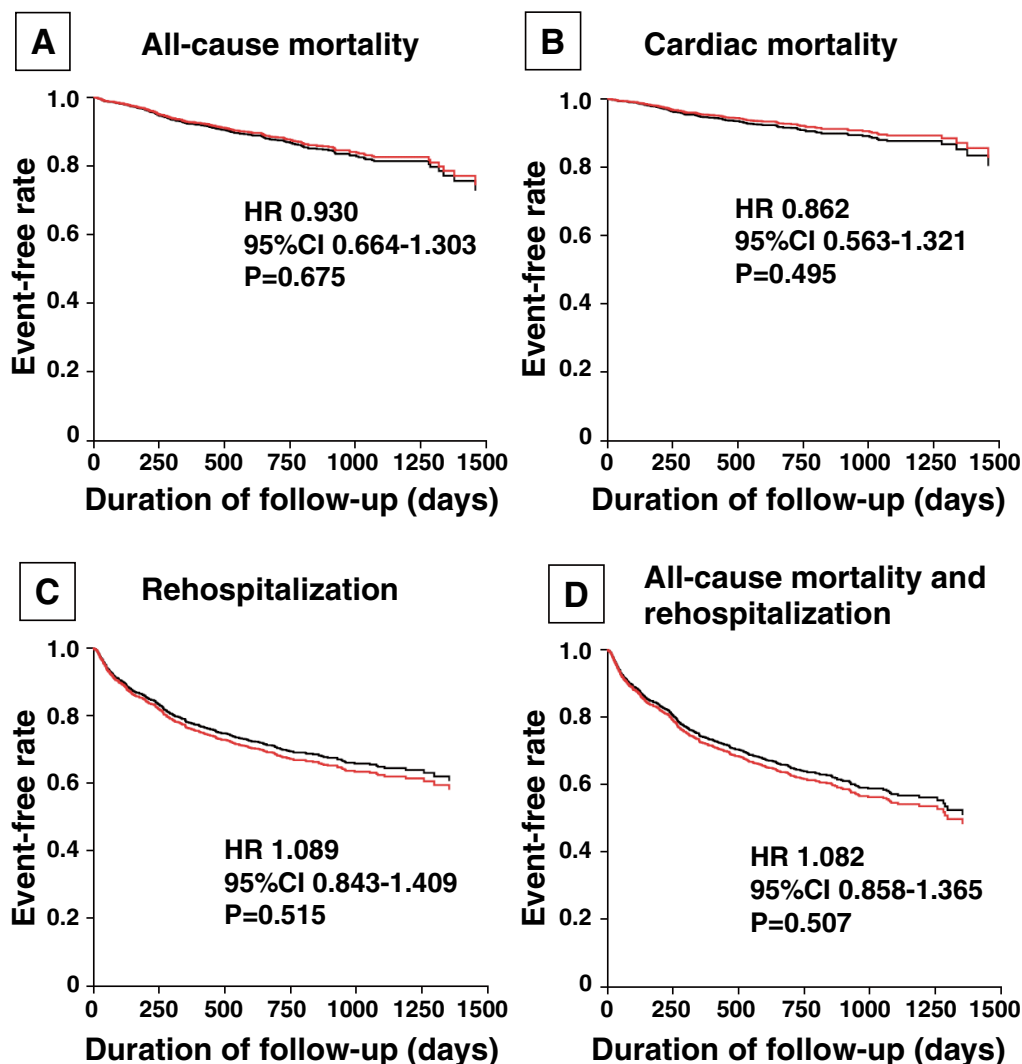 A
All-cause mortality
Event-free rate
1.0
0.8
0.6
0.4
0.2
0
HR 0.930
95%CI 0.664-1.303
P=0.675
0 250 500 750 1000 1250 1500
Duration of follow-up (days)
B
Cardiac mortality
Event-free rate
1.0
0.8
0.6
0.4
0.2
0
HR 0.862
95%CI 0.563-1.321
P=0.495
0 250 500 750 1000 1250 1500
Duration of follow-up (days)
C
Rehospitalization
Event-free rate
1.0
0.8
0.6
0.4
0.2
0
HR 1.089
95%CI 0.843-1.409
P=0.515
0 250 500 750 1000 1250 1500
Duration of follow-up (days)
D
All-cause mortality and
rehospitalization
Event-free rate
1.0
0.8
0.6
0.4
0.2
0
HR 1.082
95%CI 0.858-1.365
P=0.507
0 250 500 750 1000 1250 1500
Duration of follow-up (days)